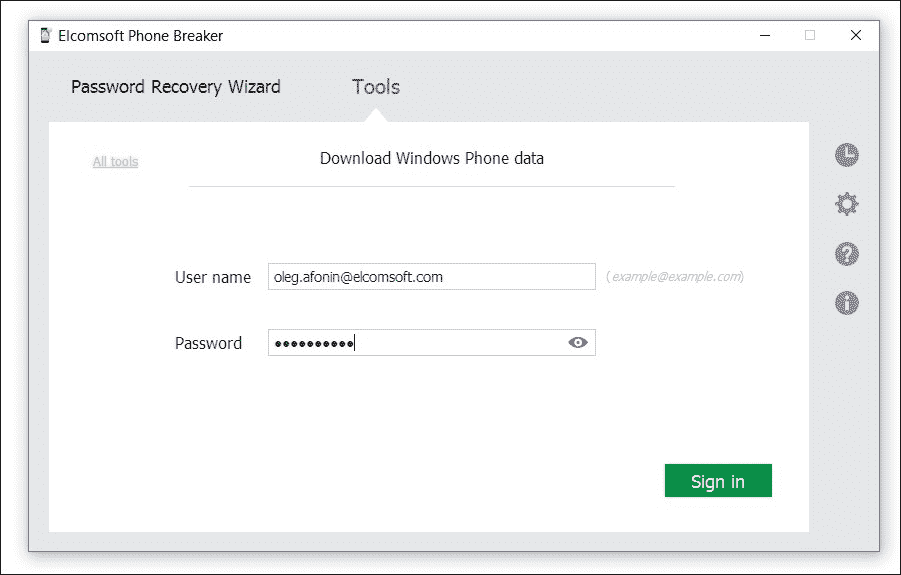 Elcomsoft Phone Breaker
Password Recovery Wizard Tools
All tools
Download Windows Phone data
User name oleg.afonin@elcomsoft.com (example@example.com)
Password ••••••••••
Sign in